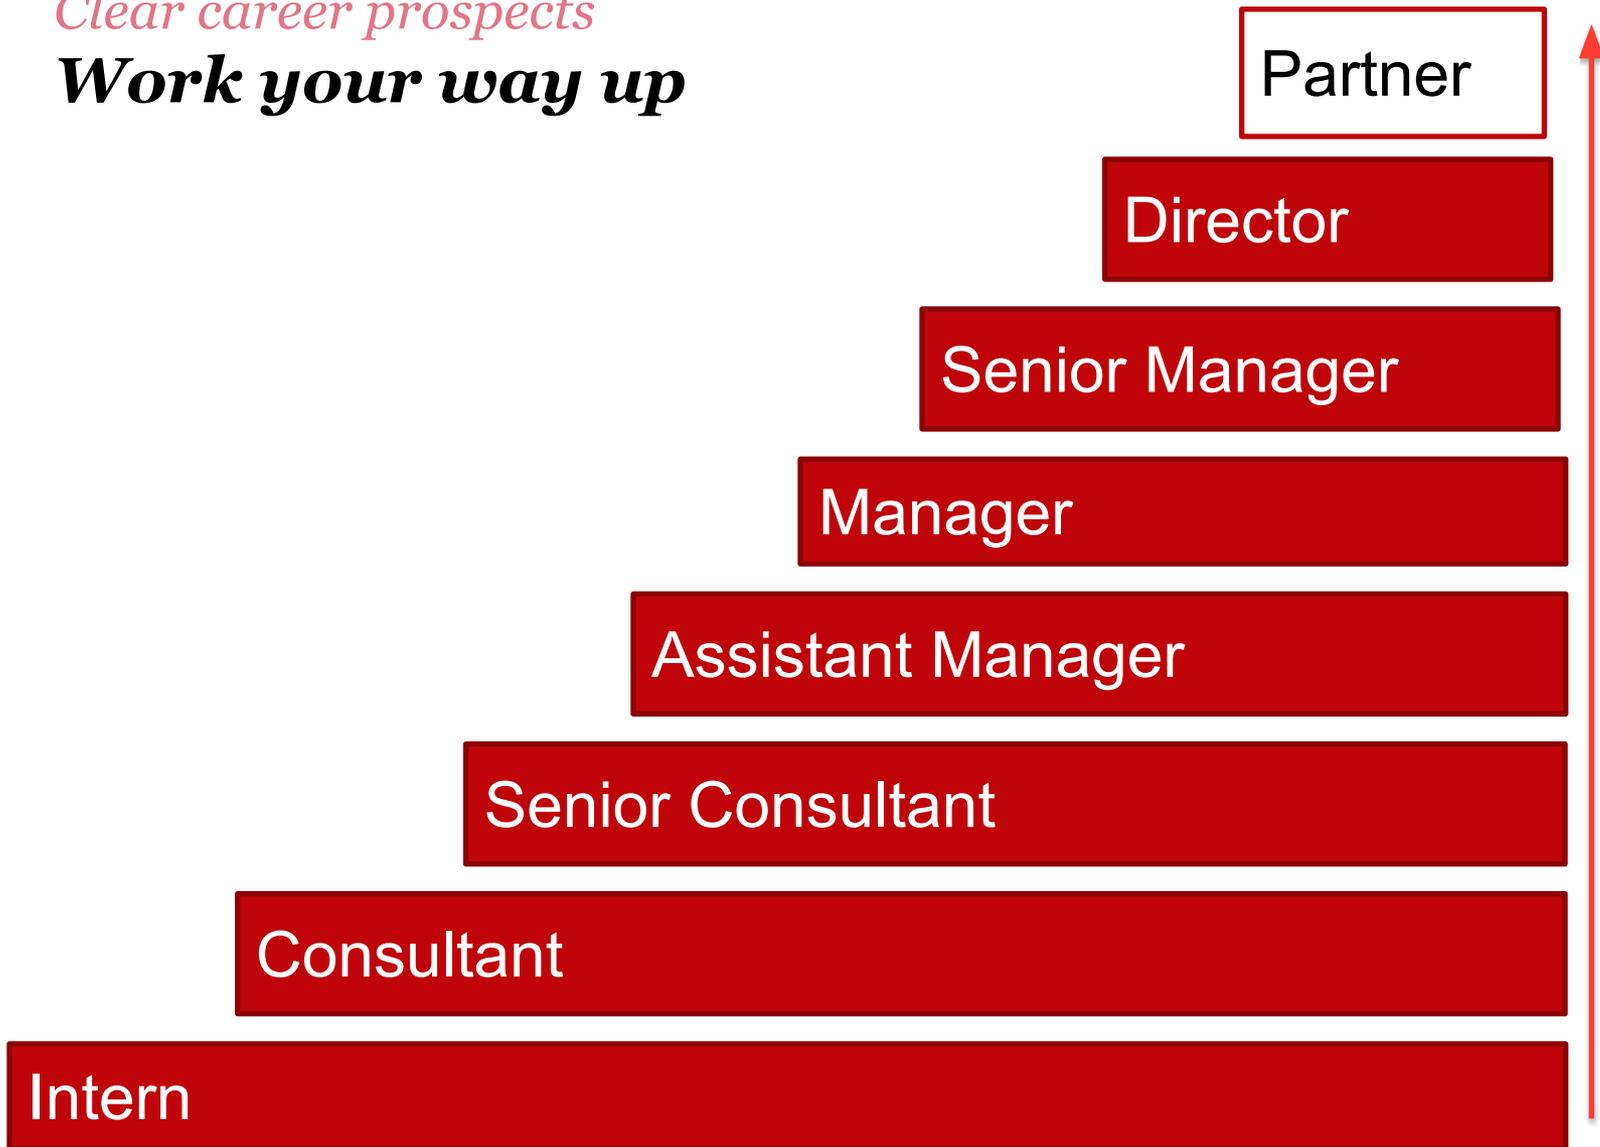 Clear career prospects
Work your way up
Partner
Director
Senior Manager
Manager
Assistant Manager
Senior Consultant
Consultant
Intern